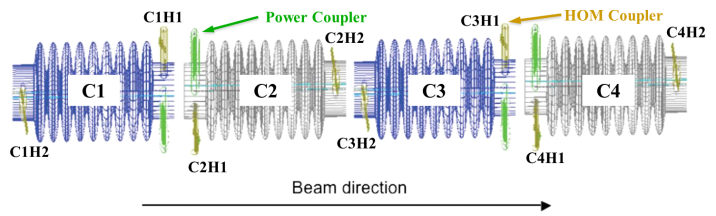 C1H1
Power Coupler
C3H1
HOM Coupler
C2H2
C4H2
C1
C2
C3
C4
C1H2
C2H1
C3H2
C4H1
Beam direction